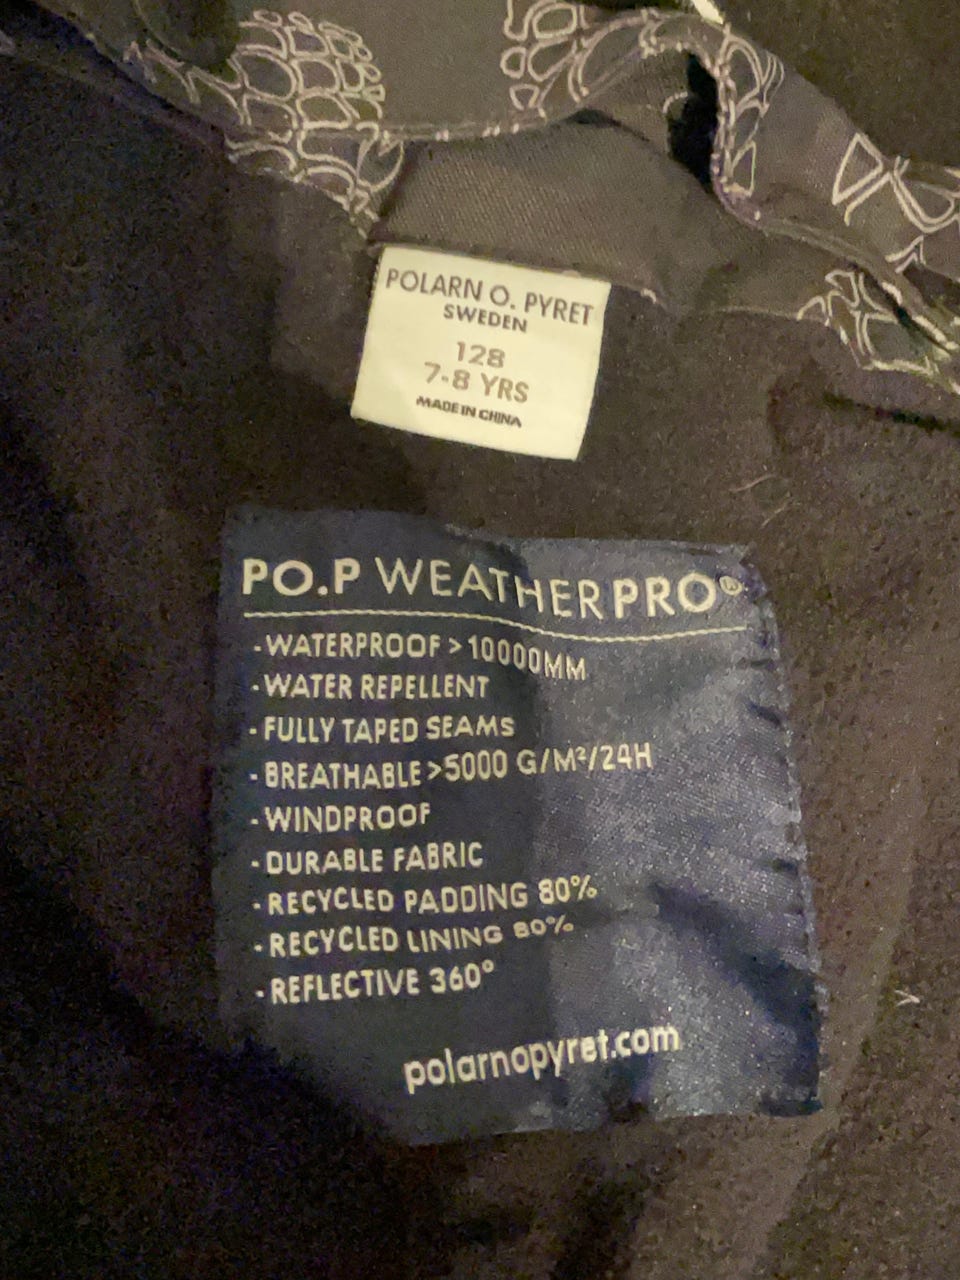 POLARN O. PYRET
SWEDEN
128
7-8 YRS
MADE IN CHINA
PO.P WEATHERPRO®
-WATERPROOF >10000MM
-WATER REPELLENT
-FULLY TAPED SEAMS
-BREATHABLE >5000 G/M²/24H
-WINDPROOF
-DURABLE FABRIC
-RECYCLED PADDING 80%
-RECYCLED LINING 80%
-REFLECTIVE 360°
polarnopyret.com